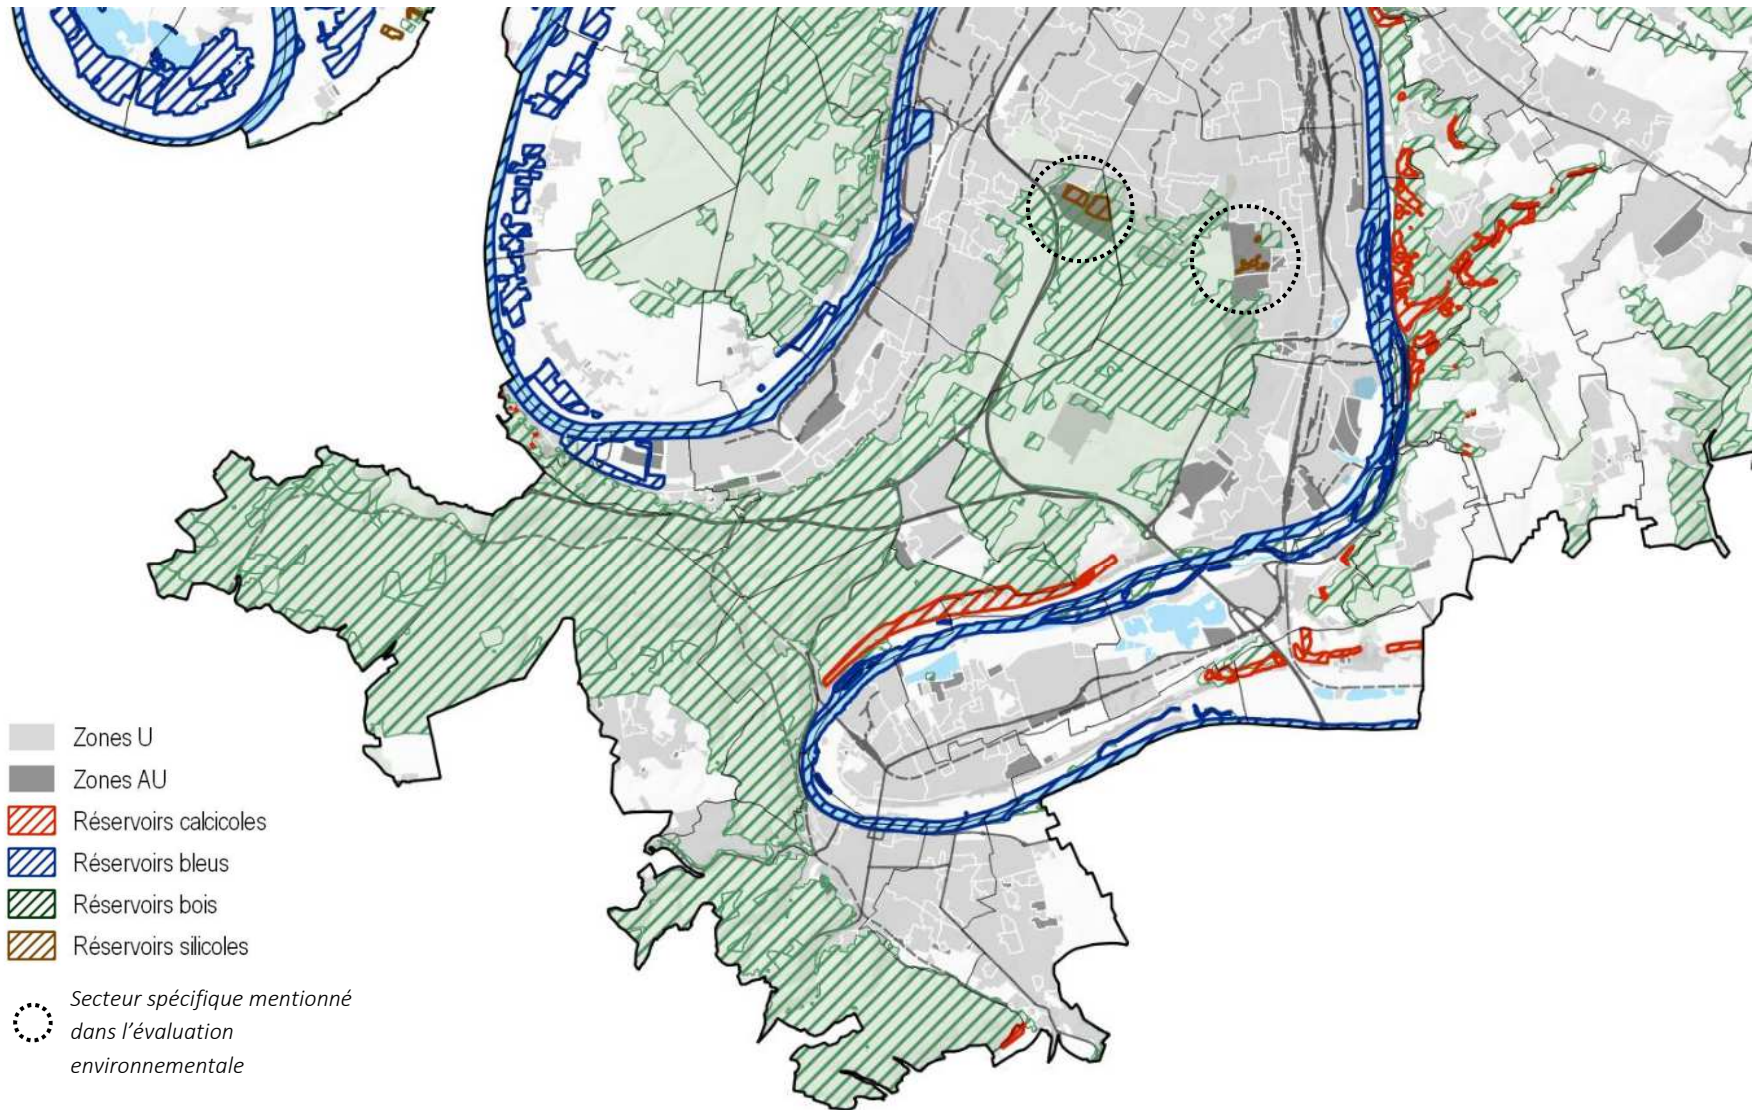 Zones U
Zones AU
Réservoirs calcicoles
Réservoirs bleus
Réservoirs bois
Réservoirs silicoles
Secteur spécifique mentionné
dans l'évaluation
environnementale